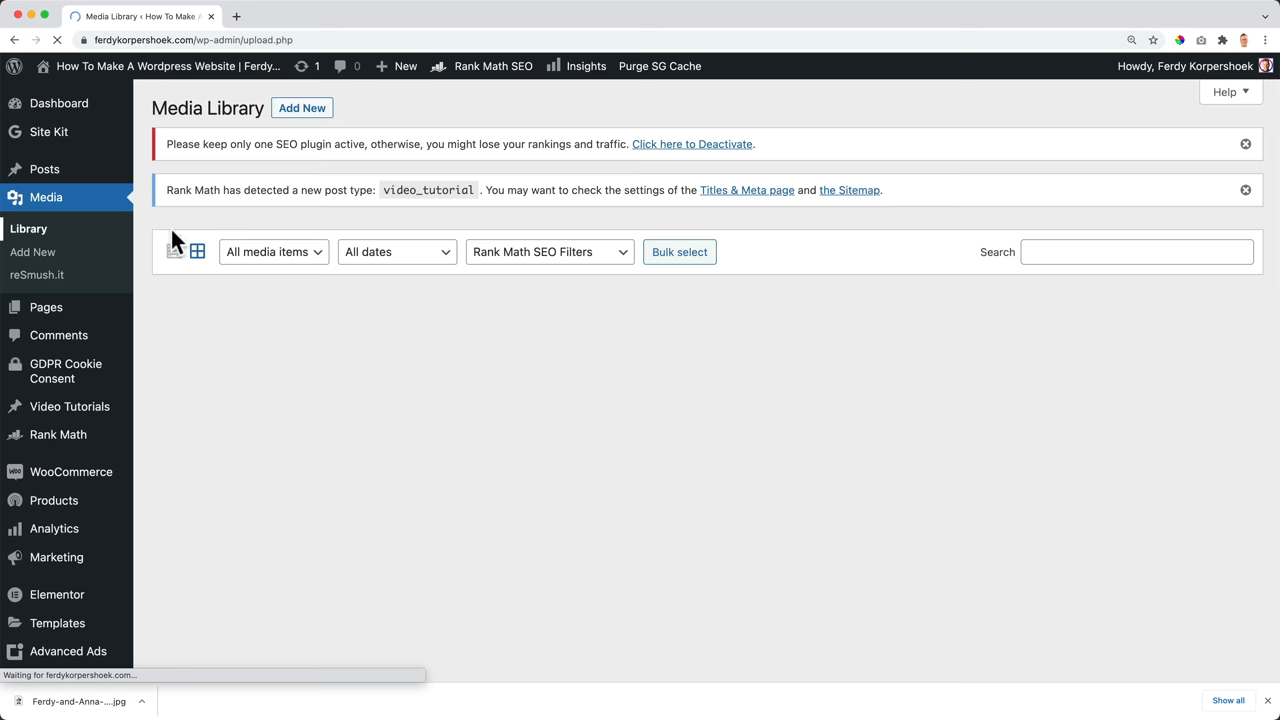 Media Library ‹ How To Make A
ferdykorpershoek.com/wp-admin/upload.php
How To Make A Wordpress Website | Ferdy... 1 0 New Rank Math SEO Insights Purge SG Cache Howdy, Ferdy Korpershoek
Dashboard
Site Kit
Posts
Media
Library
Add New
reSmush.it
Pages
Comments
GDPR Cookie
Consent
Video Tutorials
Rank Math
WooCommerce
Products
Analytics
Marketing
Elementor
Templates
Advanced Ads
Help
Media Library Add New
Please keep only one SEO plugin active, otherwise, you might lose your rankings and traffic. Click here to Deactivate.
Rank Math has detected a new post type: video_tutorial . You may want to check the settings of the Titles & Meta page and the Sitemap.
All media items All dates Rank Math SEO Filters Bulk select Search
Waiting for ferdykorpershoek.com...
Ferdy-and-Anna-....jpg Show all